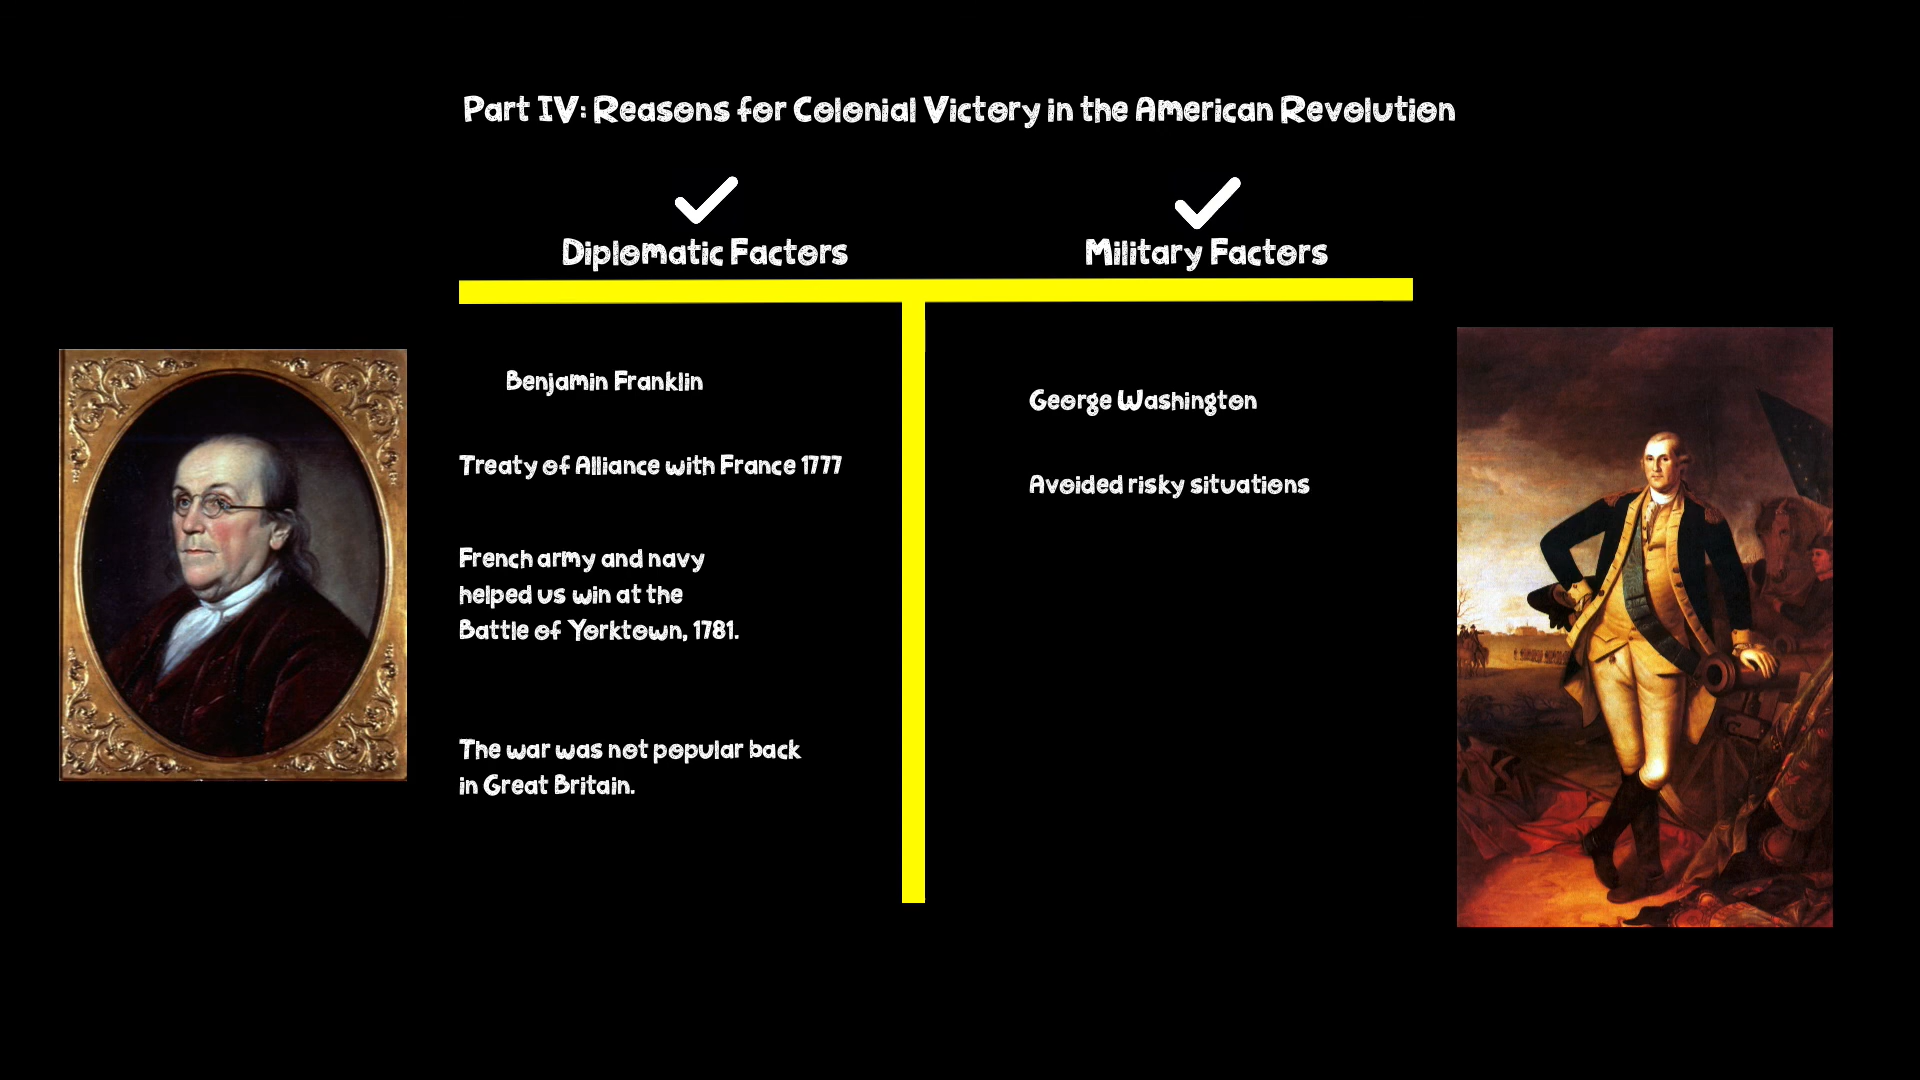 Part IV: Reasons for Colonial Victory in the American Revolution
Diplomatic Factors
Military Factors
Benjamin Franklin
Treaty of Alliance with France 1777
French army and navy
helped us win at the
Battle of Yorktown, 1781.
The war was not popular back
in Great Britain.
George Washington
Avoided risky situations